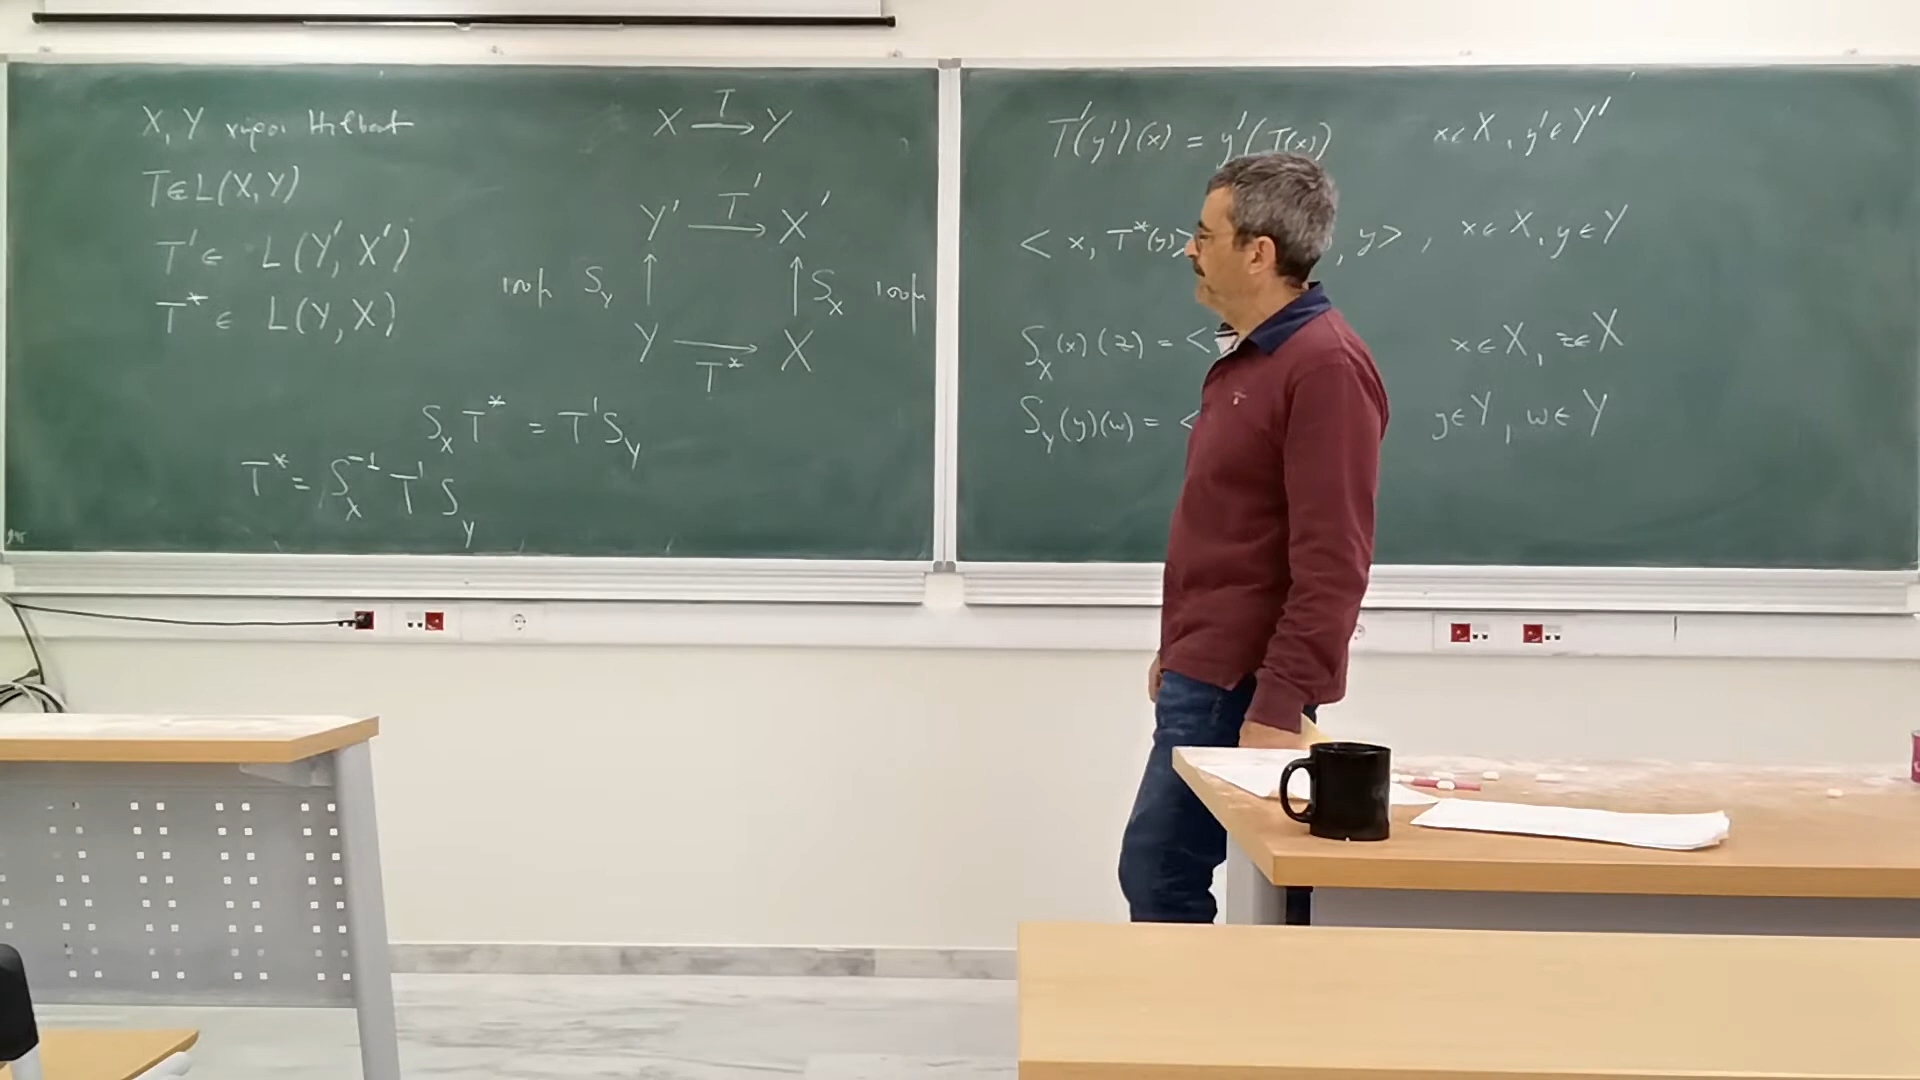 X, Y χώροι Hilbert
T ∈ L(X, Y)
T' ∈ L(Y', X')
T* ∈ L(Y, X)
X —T→ Y
Y' —T'→ X'
ισομ S_Y ↑ ↑ S_X ισομ
Y —T*→ X
S_X T* = T' S_Y
T* = S_X^{-1} T' S_Y
T'(y')(x) = y'(T(x)) x ∈ X, y' ∈ Y'
< x, T*(y)> , y> , x ∈ X, y ∈ Y
S_X(x)(z) = < x ∈ X, z ∈ X
S_Y(y)(w) = < y ∈ Y, w ∈ Y